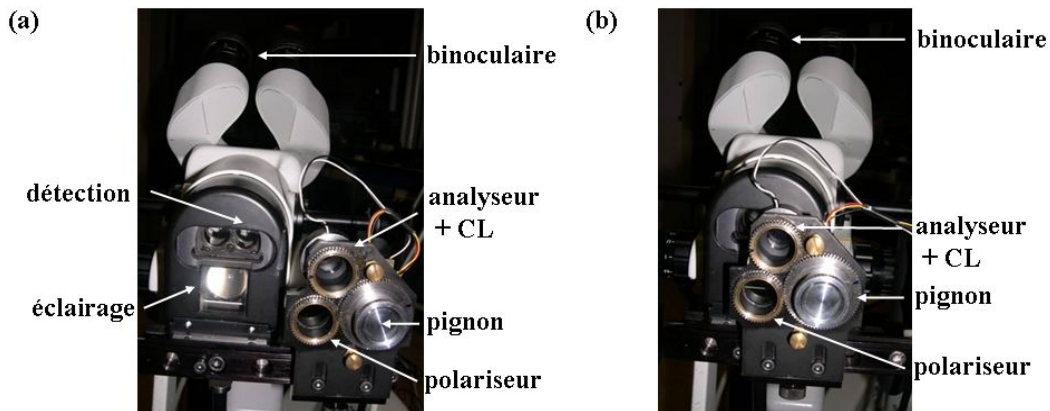 (a)
binoculaire
détection
analyseur
+ CL
éclairage
pignon
polariseur
(b)
binoculaire
analyseur
+ CL
pignon
polariseur